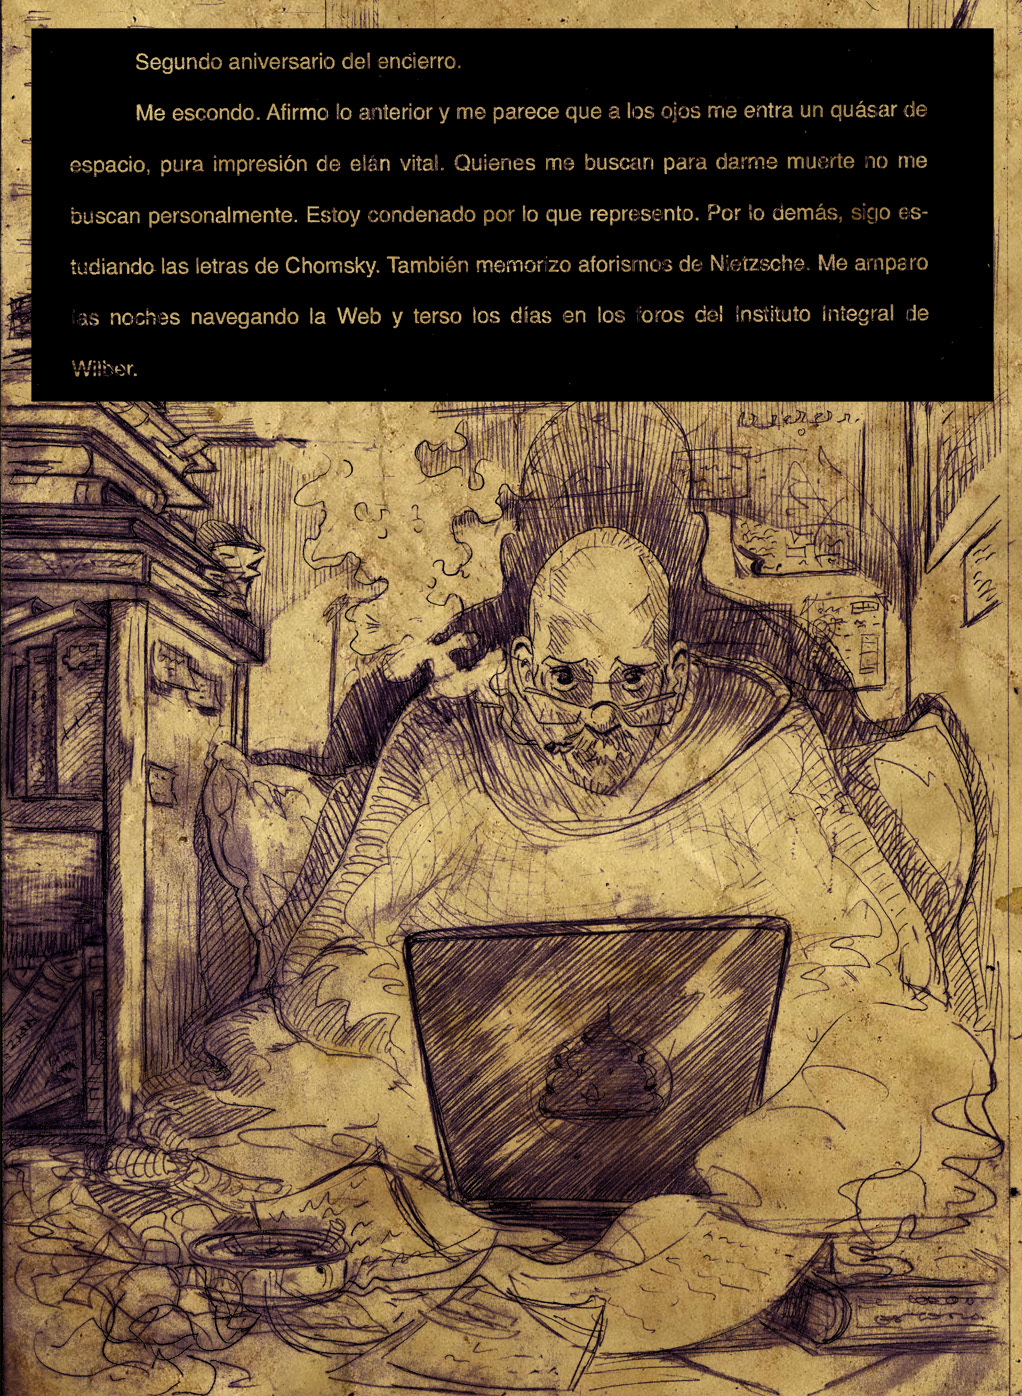 Segundo aniversario del encierro.
Me escondo. Afirmo lo anterior y me parece que a los ojos me entra un quásar de
espacio, pura impresión de elán vital. Quienes me buscan para darme muerte no me
buscan personalmente. Estoy condenado por lo que represento. Por lo demás, sigo es-
tudiando las letras de Chomsky. También memorizo aforismos de Nietzsche. Me amparo
las noches navegando la Web y terso los días en los foros del Instituto Integral de
Wilber.